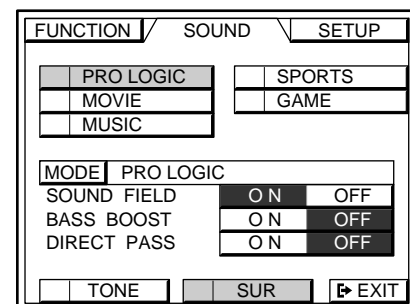 FUNCTION SOUND SETUP
PRO LOGIC SPORTS
MOVIE GAME
MUSIC
MODE PRO LOGIC
SOUND FIELD ON OFF
BASS BOOST ON OFF
DIRECT PASS ON OFF
TONE SUR EXIT